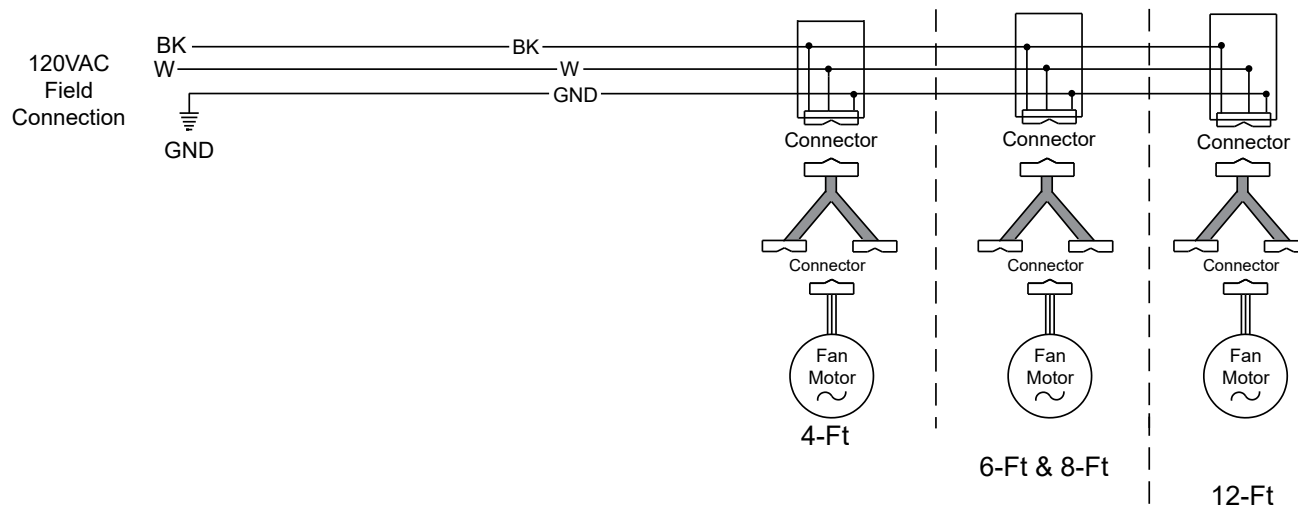 120VAC
Field
Connection
BK
W
GND
BK
W
GND
Connector
Connector
Connector
Connector
Connector
Connector
Fan
Motor
Fan
Motor
Fan
Motor
4-Ft
6-Ft & 8-Ft
12-Ft